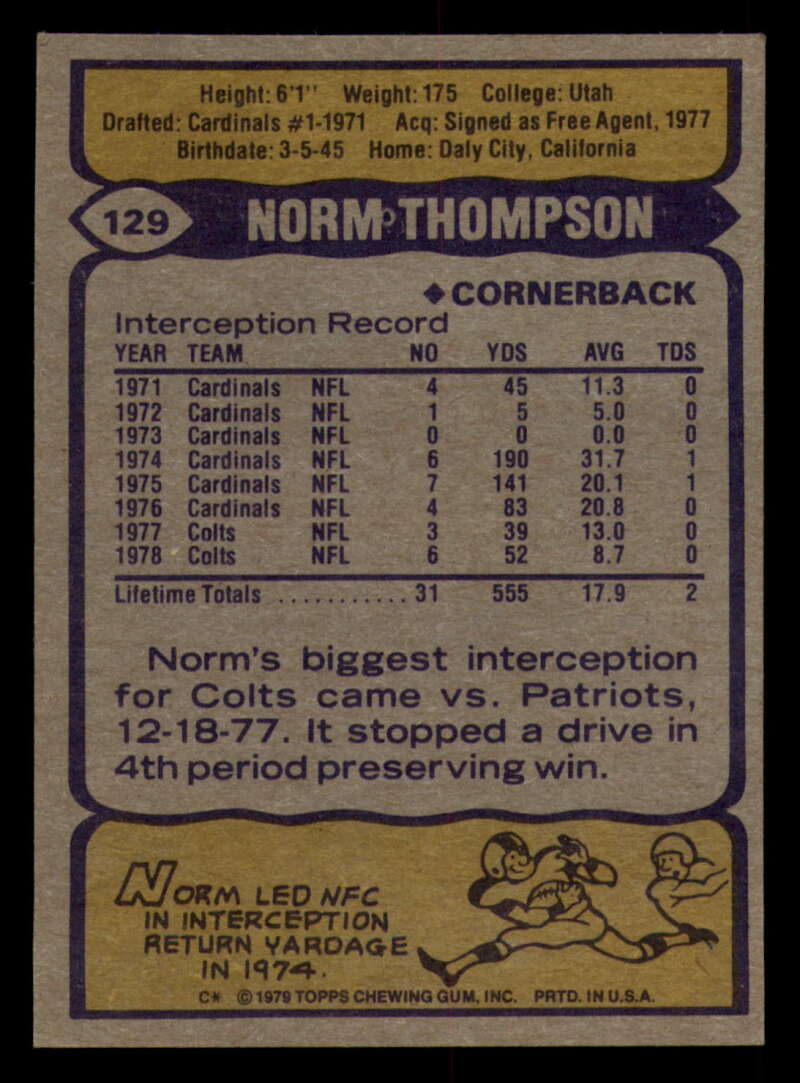 Height: 6'1" Weight: 175 College: Utah
Drafted: Cardinals #1-1971 Acq: Signed as Free Agent, 1977
Birthdate: 3-5-45 Home: Daly City, California
129 NORM THOMPSON
◆ CORNERBACK
Interception Record
YEAR TEAM NO YDS AVG TDS
1971 Cardinals NFL 4 45 11.3 0
1972 Cardinals NFL 1 5 5.0 0
1973 Cardinals NFL 0 0 0.0 0
1974 Cardinals NFL 6 190 31.7 1
1975 Cardinals NFL 7 141 20.1 1
1976 Cardinals NFL 4 83 20.8 0
1977 Colts NFL 3 39 13.0 0
1978 Colts NFL 6 52 8.7 0
Lifetime Totals ........... 31 555 17.9 2
Norm's biggest interception
for Colts came vs. Patriots,
12-18-77. It stopped a drive in
4th period preserving win.
NORM LED NFC
IN INTERCEPTION
RETURN YARDAGE
IN 1974.
C* © 1979 TOPPS CHEWING GUM, INC. PRTD. IN U.S.A.